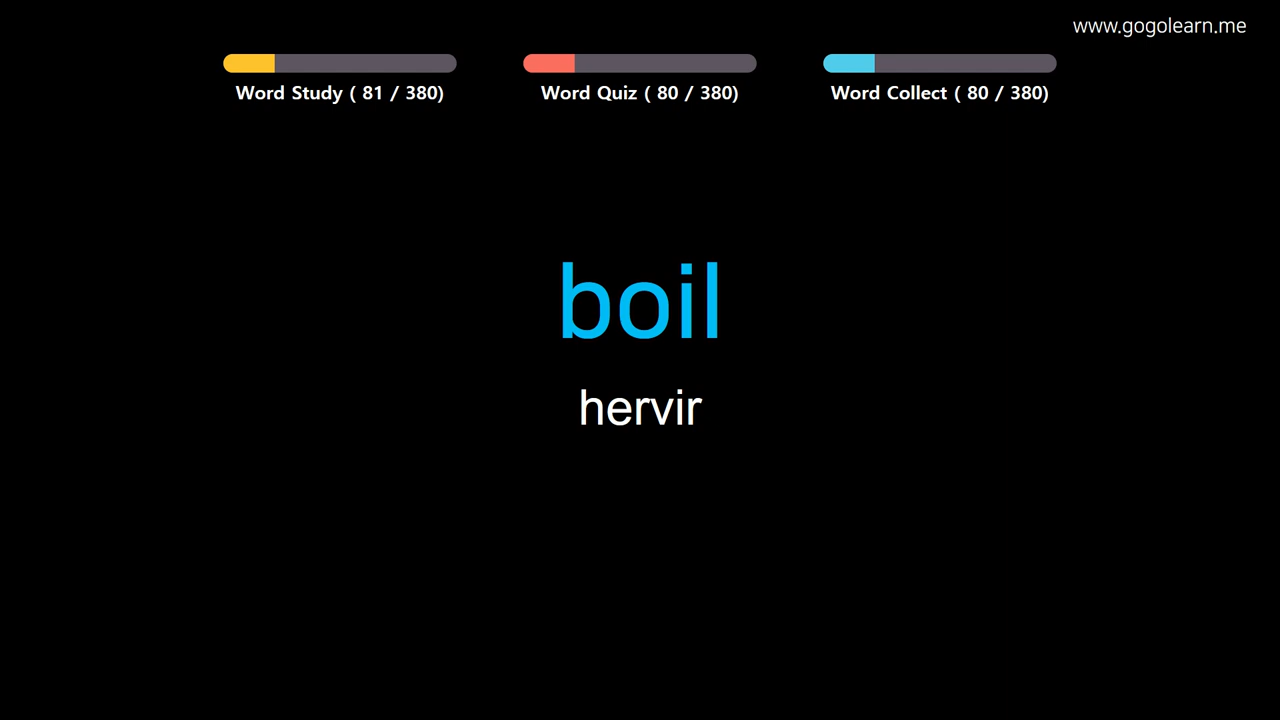 www.gogolearn.me
Word Study ( 81 / 380)
Word Quiz ( 80 / 380)
Word Collect ( 80 / 380)
boil
hervir